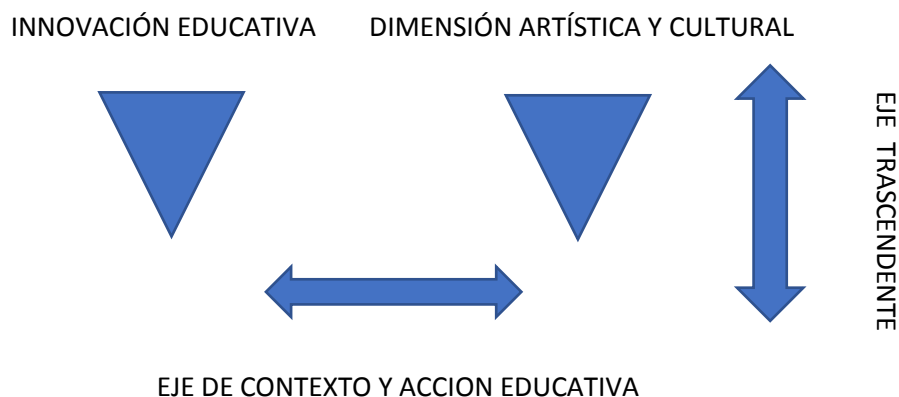 INNOVACIÓN EDUCATIVA
DIMENSIÓN ARTÍSTICA Y CULTURAL
EJE TRASCENDENTE
EJE DE CONTEXTO Y ACCION EDUCATIVA